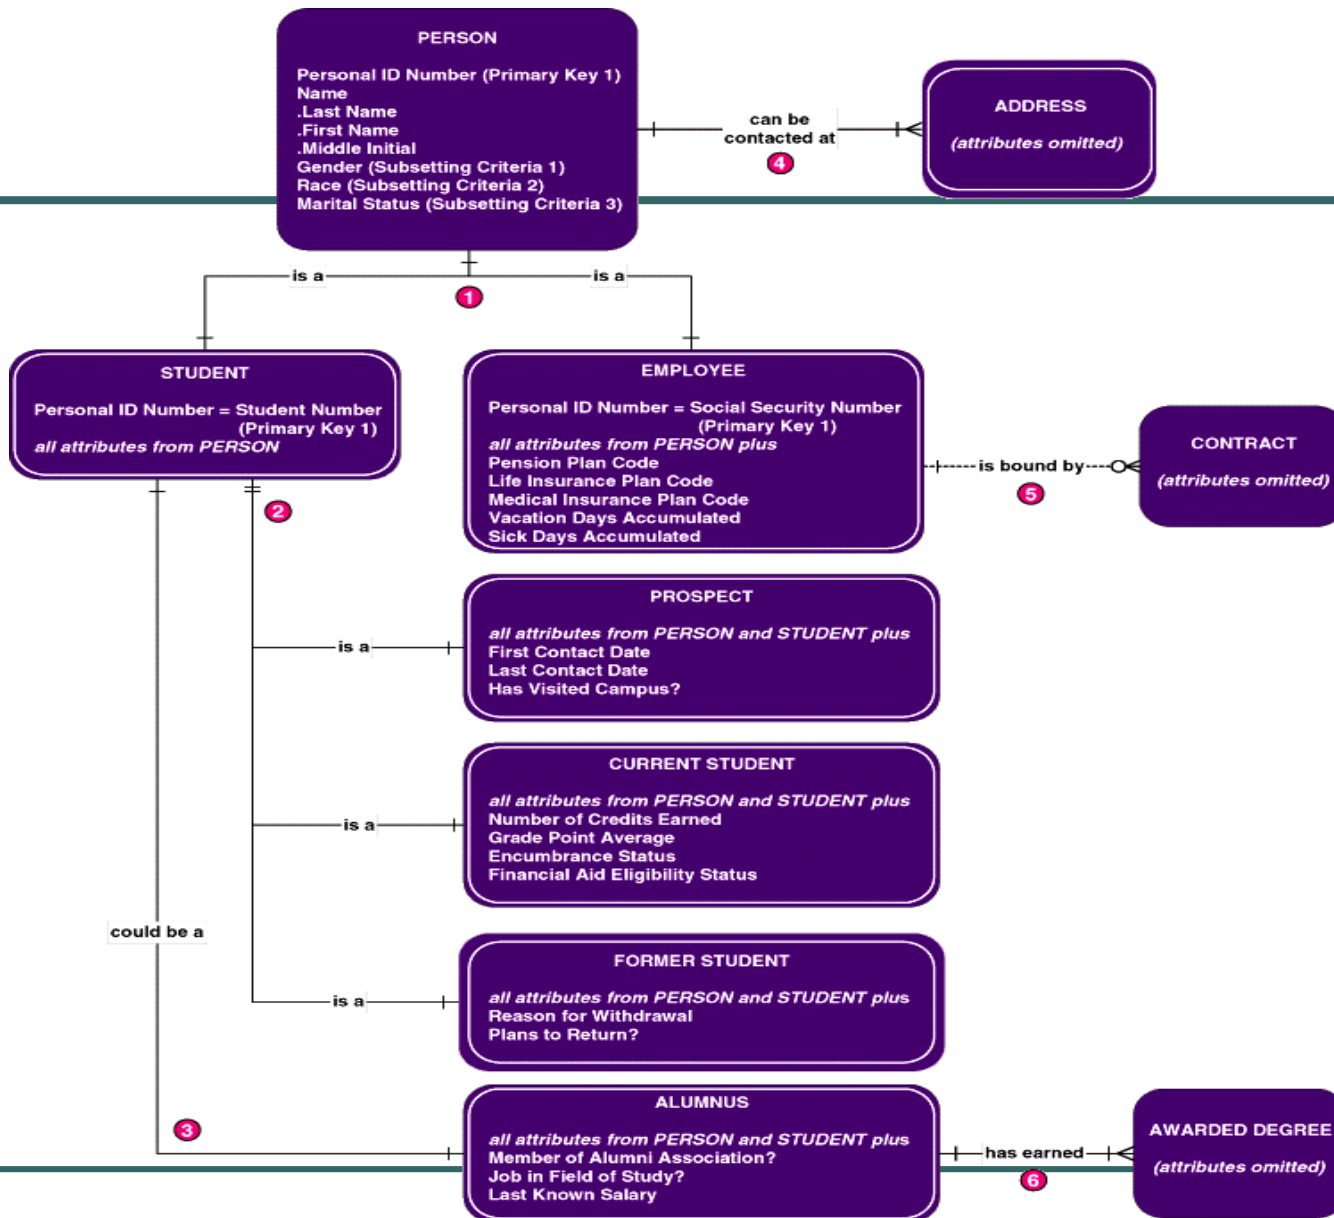 PERSON
Personal ID Number (Primary Key 1)
Name
.Last Name
.First Name
.Middle Initial
Gender (Subsetting Criteria 1)
Race (Subsetting Criteria 2)
Marital Status (Subsetting Criteria 3)
can be
contacted at
4
ADDRESS
(attributes omitted)
is a
is a
1
STUDENT
Personal ID Number = Student Number
(Primary Key 1)
all attributes from PERSON
2
EMPLOYEE
Personal ID Number = Social Security Number
(Primary Key 1)
all attributes from PERSON plus
Pension Plan Code
Life Insurance Plan Code
Medical Insurance Plan Code
Vacation Days Accumulated
Sick Days Accumulated
is bound by
5
CONTRACT
(attributes omitted)
is a
PROSPECT
all attributes from PERSON and STUDENT plus
First Contact Date
Last Contact Date
Has Visited Campus?
is a
CURRENT STUDENT
all attributes from PERSON and STUDENT plus
Number of Credits Earned
Grade Point Average
Encumbrance Status
Financial Aid Eligibility Status
could be a
is a
FORMER STUDENT
all attributes from PERSON and STUDENT plus
Reason for Withdrawal
Plans to Return?
3
ALUMNUS
all attributes from PERSON and STUDENT plus
Member of Alumni Association?
Job in Field of Study?
Last Known Salary
has earned
6
AWARDED DEGREE
(attributes omitted)